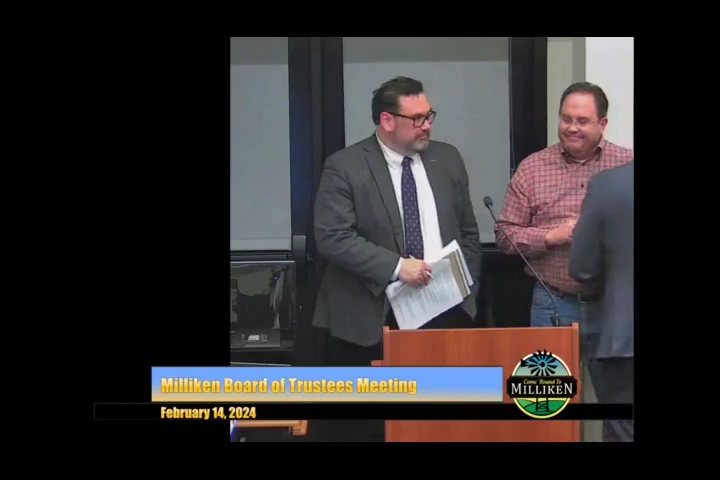 Milliken Board of Trustees Meeting
February 14, 2024
Come 'Round To
MILLIKEN